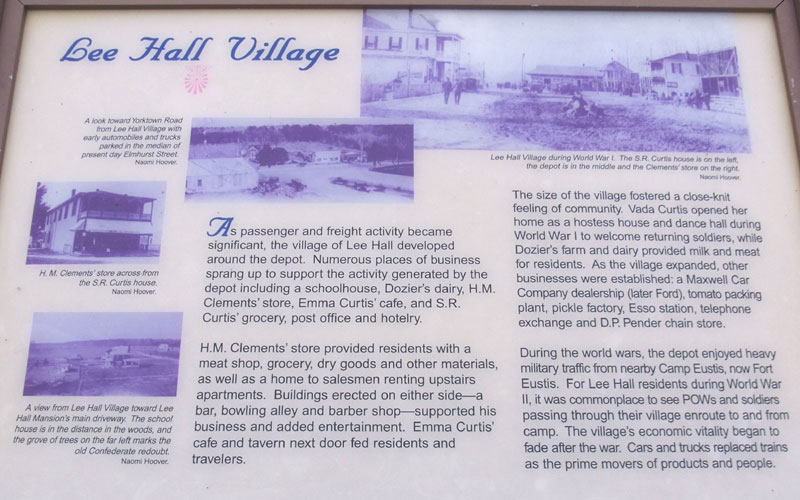 Lee Hall Village
A look toward Yorktown Road
from Lee Hall Village with
early automobiles and trucks
parked in the median of
present day Elmhurst Street.
Naomi Hoover.
Lee Hall Village during World War I. The S.R. Curtis house is on the left,
the depot is in the middle and the Clements' store on the right.
Naomi Hoover.
H. M. Clements' store across from
the S.R. Curtis house.
Naomi Hoover.
A view from Lee Hall Village toward Lee
Hall Mansion's main driveway. The school
house is in the distance in the woods, and
the grove of trees on the far left marks the
old Confederate redoubt.
Naomi Hoover.
As passenger and freight activity became
significant, the village of Lee Hall developed
around the depot. Numerous places of business
sprang up to support the activity generated by the
depot including a schoolhouse, Dozier's dairy, H.M.
Clements' store, Emma Curtis' cafe, and S.R.
Curtis' grocery, post office and hotelry.
H.M. Clements' store provided residents with a
meat shop, grocery, dry goods and other materials,
as well as a home to salesmen renting upstairs
apartments. Buildings erected on either side—a
bar, bowling alley and barber shop—supported his
business and added entertainment. Emma Curtis'
cafe and tavern next door fed residents and
travelers.
The size of the village fostered a close-knit
feeling of community. Vada Curtis opened her
home as a hostess house and dance hall during
World War I to welcome returning soldiers, while
Dozier's farm and dairy provided milk and meat
for residents. As the village expanded, other
businesses were established: a Maxwell Car
Company dealership (later Ford), tomato packing
plant, pickle factory, Esso station, telephone
exchange and D.P. Pender chain store.
During the world wars, the depot enjoyed heavy
military traffic from nearby Camp Eustis, now Fort
Eustis. For Lee Hall residents during World War
II, it was commonplace to see POWs and soldiers
passing through their village enroute to and from
camp. The village's economic vitality began to
fade after the war. Cars and trucks replaced trains
as the prime movers of products and people.